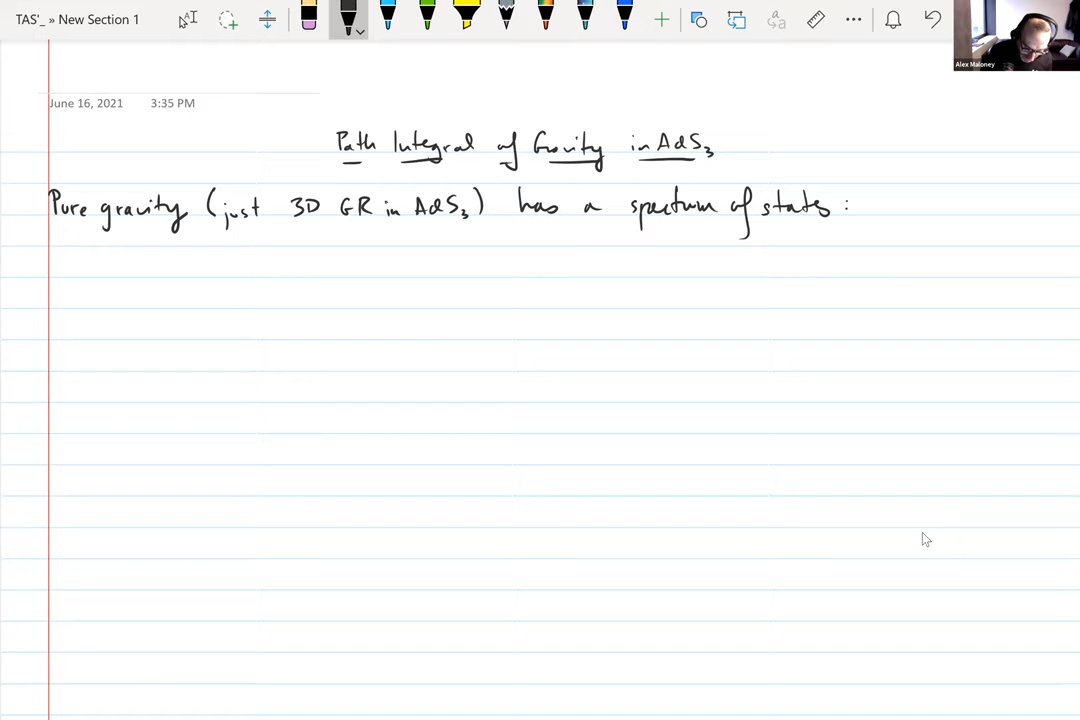 TAS'_ » New Section 1
Alex Maloney
June 16, 2021 3:35 PM
Path Integral of Gravity in AdS3
Pure gravity (just 3D GR in AdS3) has a spectrum of states: